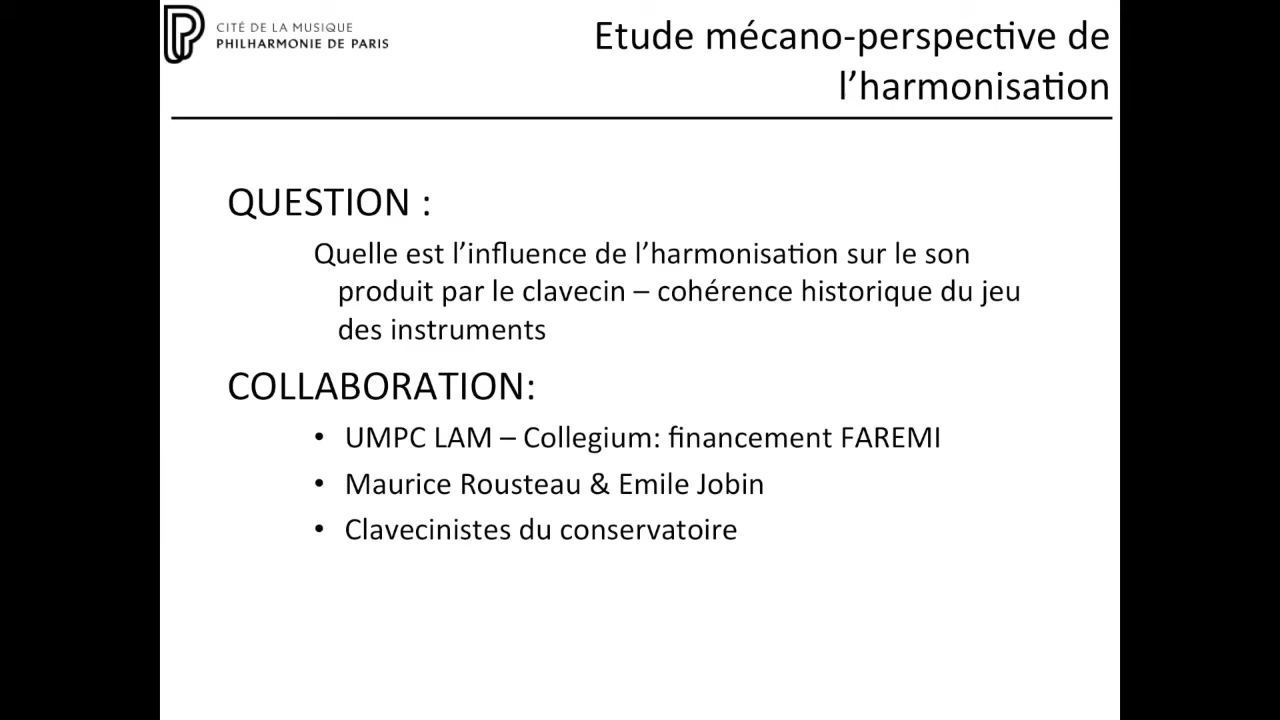 CITÉ DE LA MUSIQUE
PHILHARMONIE DE PARIS
Etude mécano-perspective de
l’harmonisation
QUESTION :
Quelle est l’influence de l’harmonisation sur le son
produit par le clavecin – cohérence historique du jeu
des instruments
COLLABORATION:
• UMPC LAM – Collegium: financement FAREMI
• Maurice Rousteau & Emile Jobin
• Clavecinistes du conservatoire